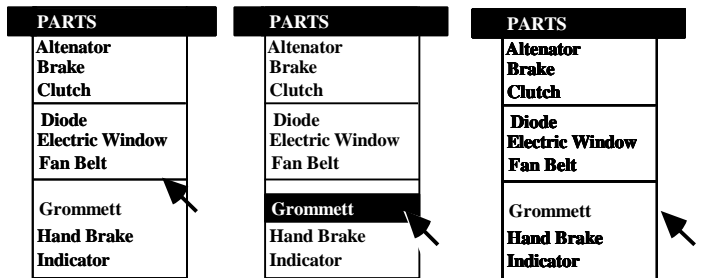 PARTS
Altenator
Brake
Clutch
Diode
Electric Window
Fan Belt
Grommett
Hand Brake
Indicator
PARTS
Altenator
Brake
Clutch
Diode
Electric Window
Fan Belt
Grommett
Hand Brake
Indicator
PARTS
Altenator
Brake
Clutch
Diode
Electric Window
Fan Belt
Grommett
Hand Brake
Indicator